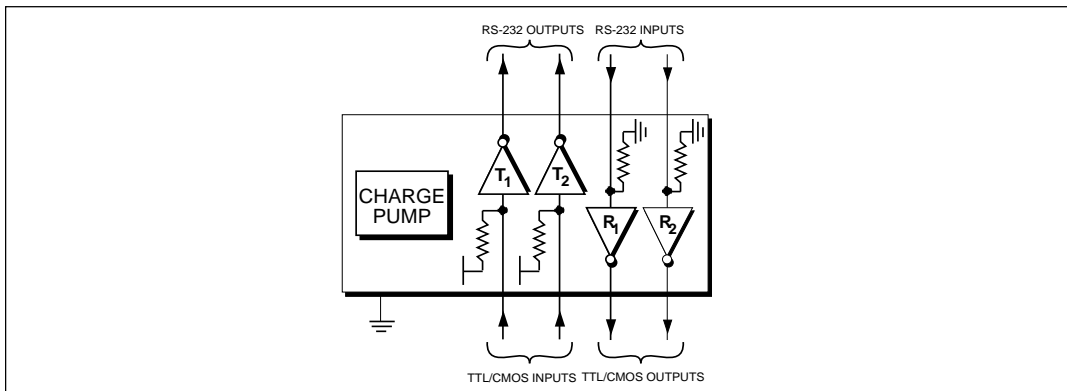 RS-232 OUTPUTS
RS-232 INPUTS
T1
T2
CHARGE
PUMP
R1
R2
TTL/CMOS INPUTS
TTL/CMOS OUTPUTS